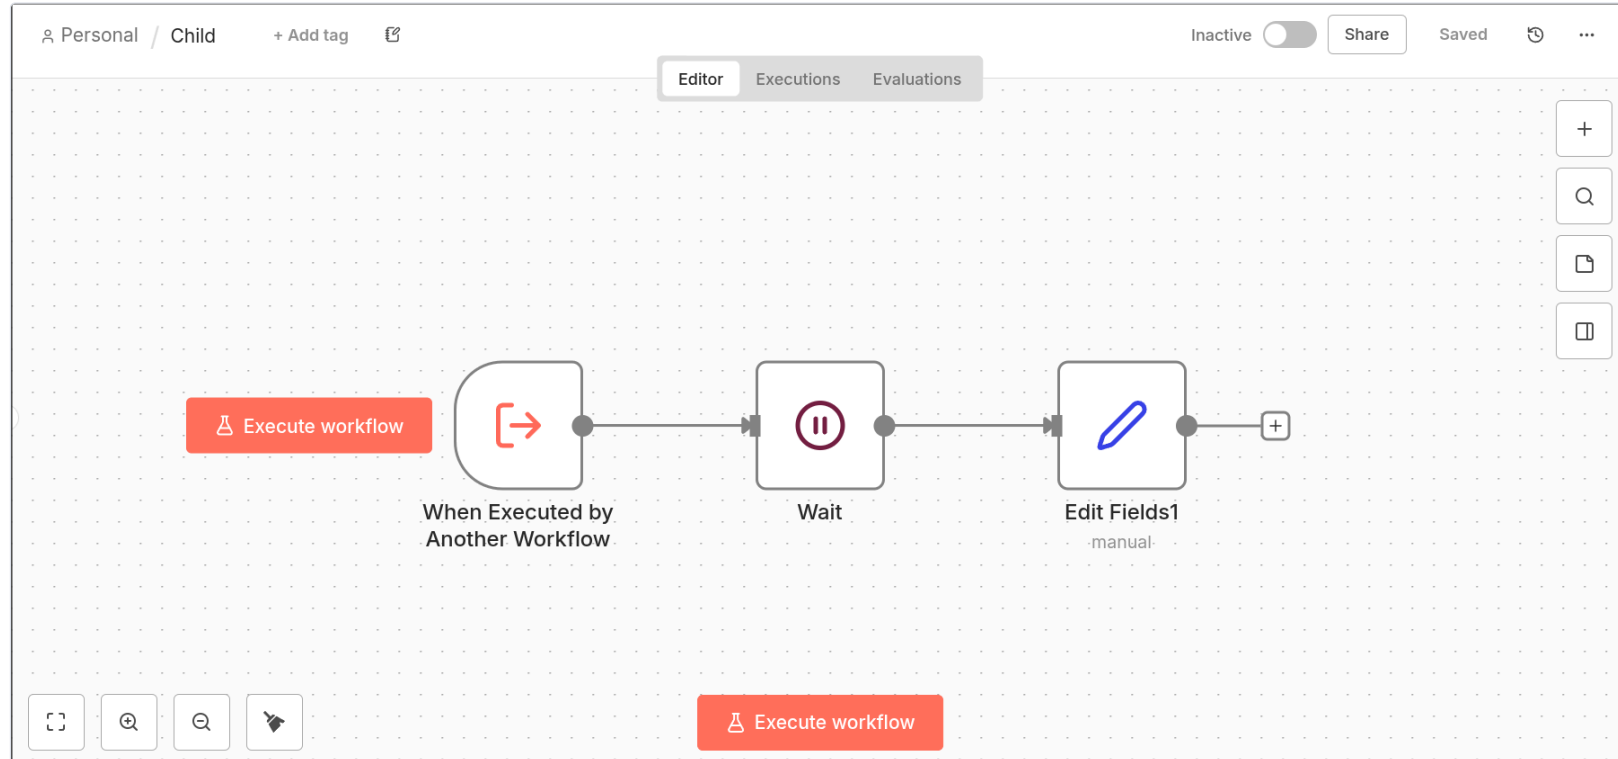 Personal / Child + Add tag Inactive Share Saved
Editor Executions Evaluations
Execute workflow
When Executed by
Another Workflow
Wait
Edit Fields1
manual
Execute workflow